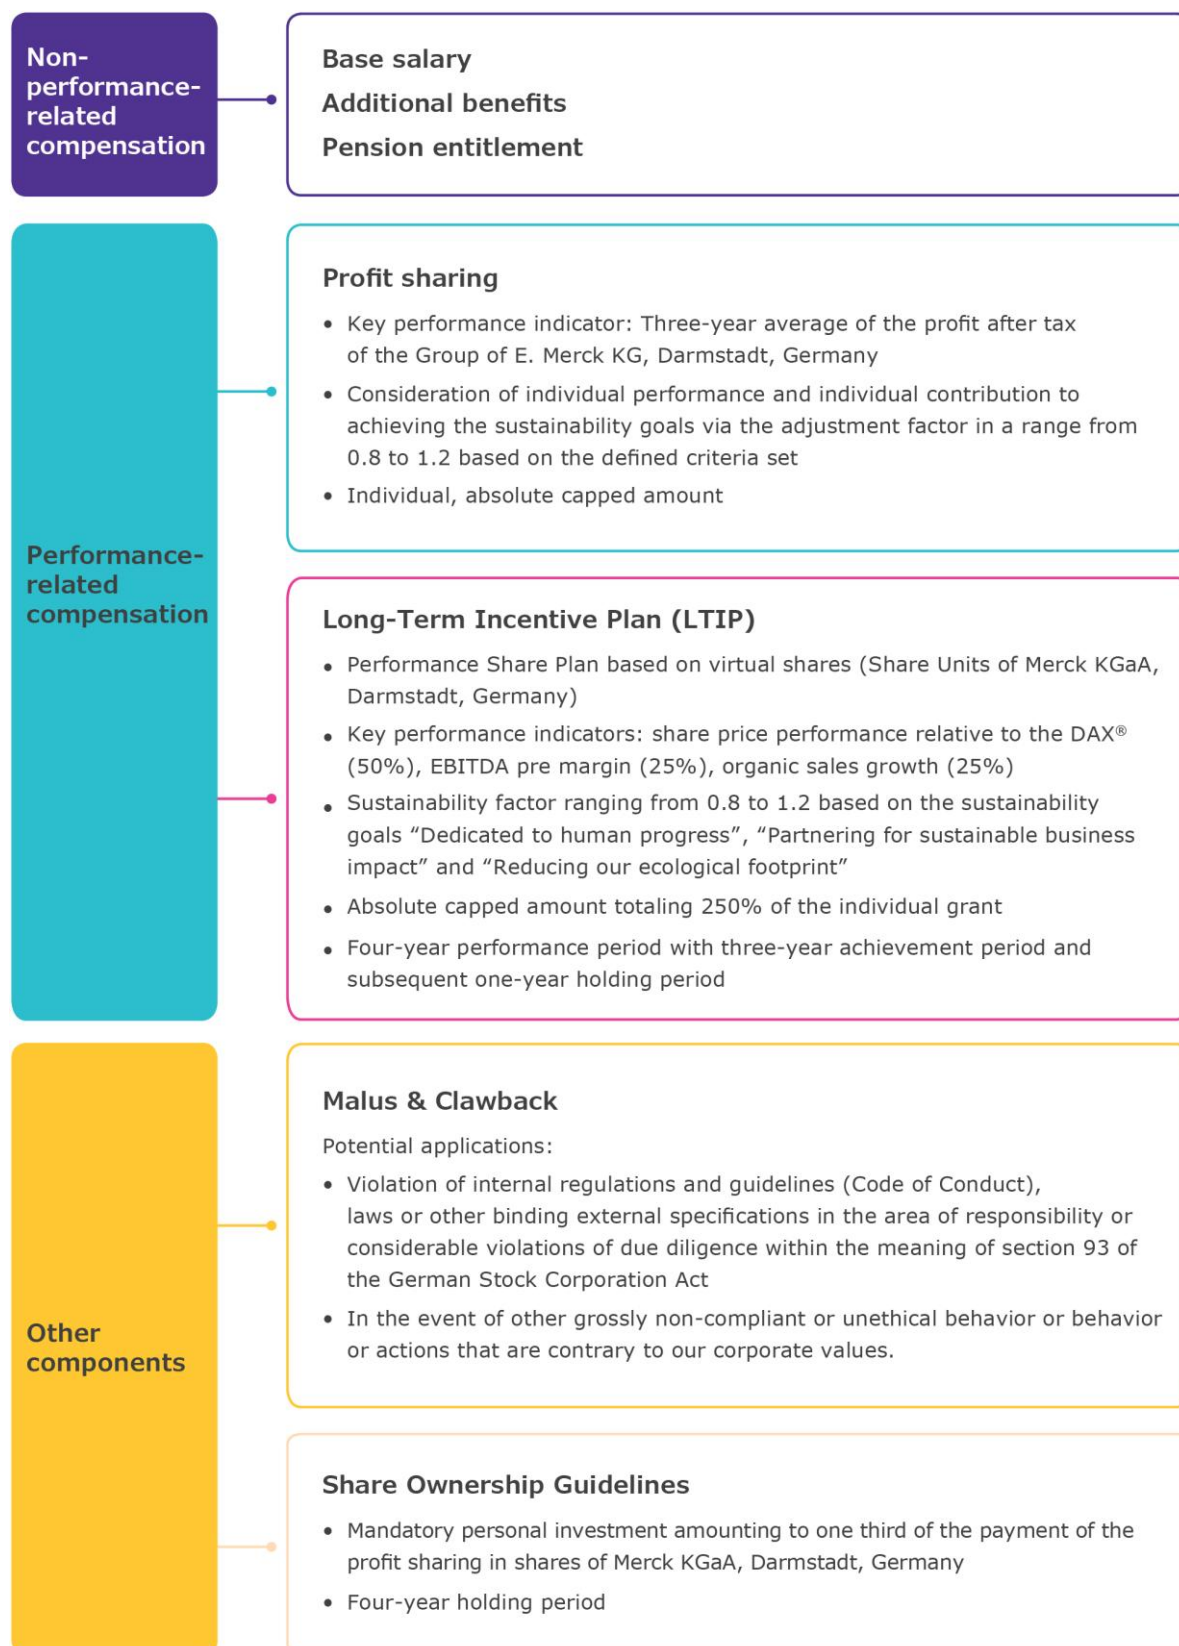 Non-
performance-
related
compensation
Base salary
Additional benefits
Pension entitlement
Performance-
related
compensation
Profit sharing
• Key performance indicator: Three-year average of the profit after tax
of the Group of E. Merck KG, Darmstadt, Germany
• Consideration of individual performance and individual contribution to
achieving the sustainability goals via the adjustment factor in a range from
0.8 to 1.2 based on the defined criteria set
• Individual, absolute capped amount
Long-Term Incentive Plan (LTIP)
• Performance Share Plan based on virtual shares (Share Units of Merck KGaA,
Darmstadt, Germany)
• Key performance indicators: share price performance relative to the DAX®
(50%), EBITDA pre margin (25%), organic sales growth (25%)
• Sustainability factor ranging from 0.8 to 1.2 based on the sustainability
goals “Dedicated to human progress”, “Partnering for sustainable business
impact” and “Reducing our ecological footprint”
• Absolute capped amount totaling 250% of the individual grant
• Four-year performance period with three-year achievement period and
subsequent one-year holding period
Other
components
Malus & Clawback
Potential applications:
• Violation of internal regulations and guidelines (Code of Conduct),
laws or other binding external specifications in the area of responsibility or
considerable violations of due diligence within the meaning of section 93 of
the German Stock Corporation Act
• In the event of other grossly non-compliant or unethical behavior or behavior
or actions that are contrary to our corporate values.
Share Ownership Guidelines
• Mandatory personal investment amounting to one third of the payment of the
profit sharing in shares of Merck KGaA, Darmstadt, Germany
• Four-year holding period